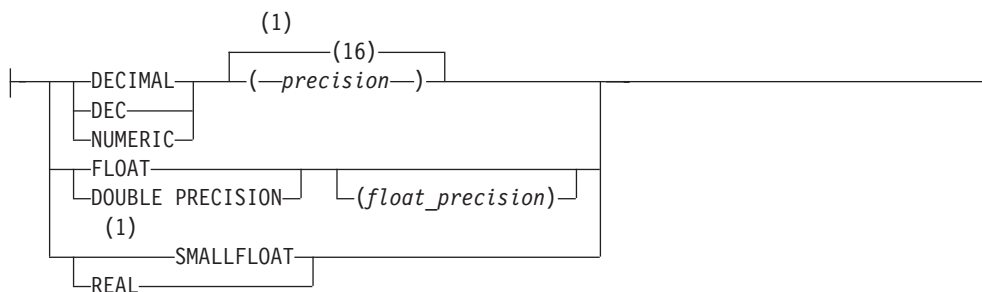 (1)
(16)
DECIMAL ( precision )
DEC
NUMERIC
FLOAT
DOUBLE PRECISION (float_precision)
(1)
SMALLFLOAT
REAL